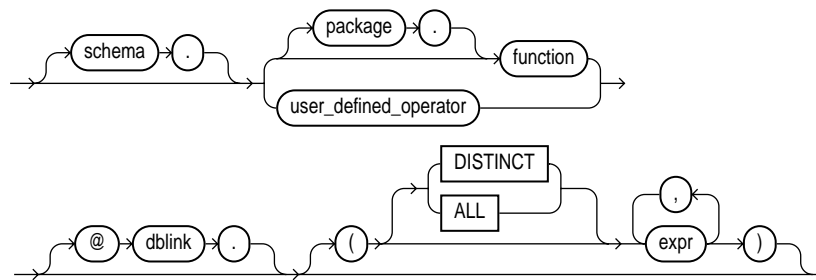 package .
schema . function
user_defined_operator
DISTINCT
ALL ,
@ dblink . ( expr )